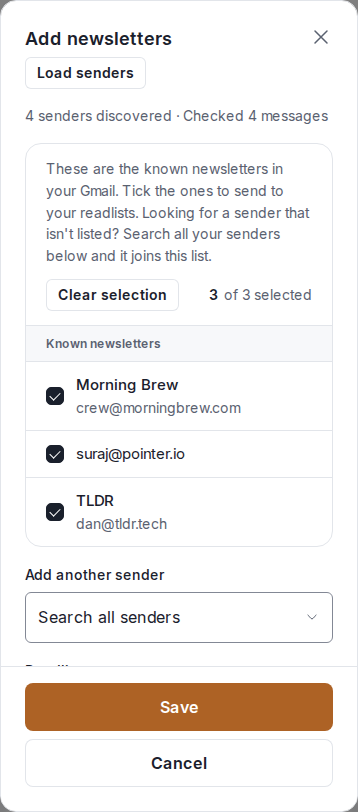 Add newsletters
Load senders
4 senders discovered · Checked 4 messages
These are the known newsletters in
your Gmail. Tick the ones to send to
your readlists. Looking for a sender that
isn't listed? Search all your senders
below and it joins this list.
Clear selection
3 of 3 selected
Known newsletters
Morning Brew
crew@morningbrew.com
suraj@pointer.io
TLDR
dan@tldr.tech
Add another sender
Search all senders
Save
Cancel